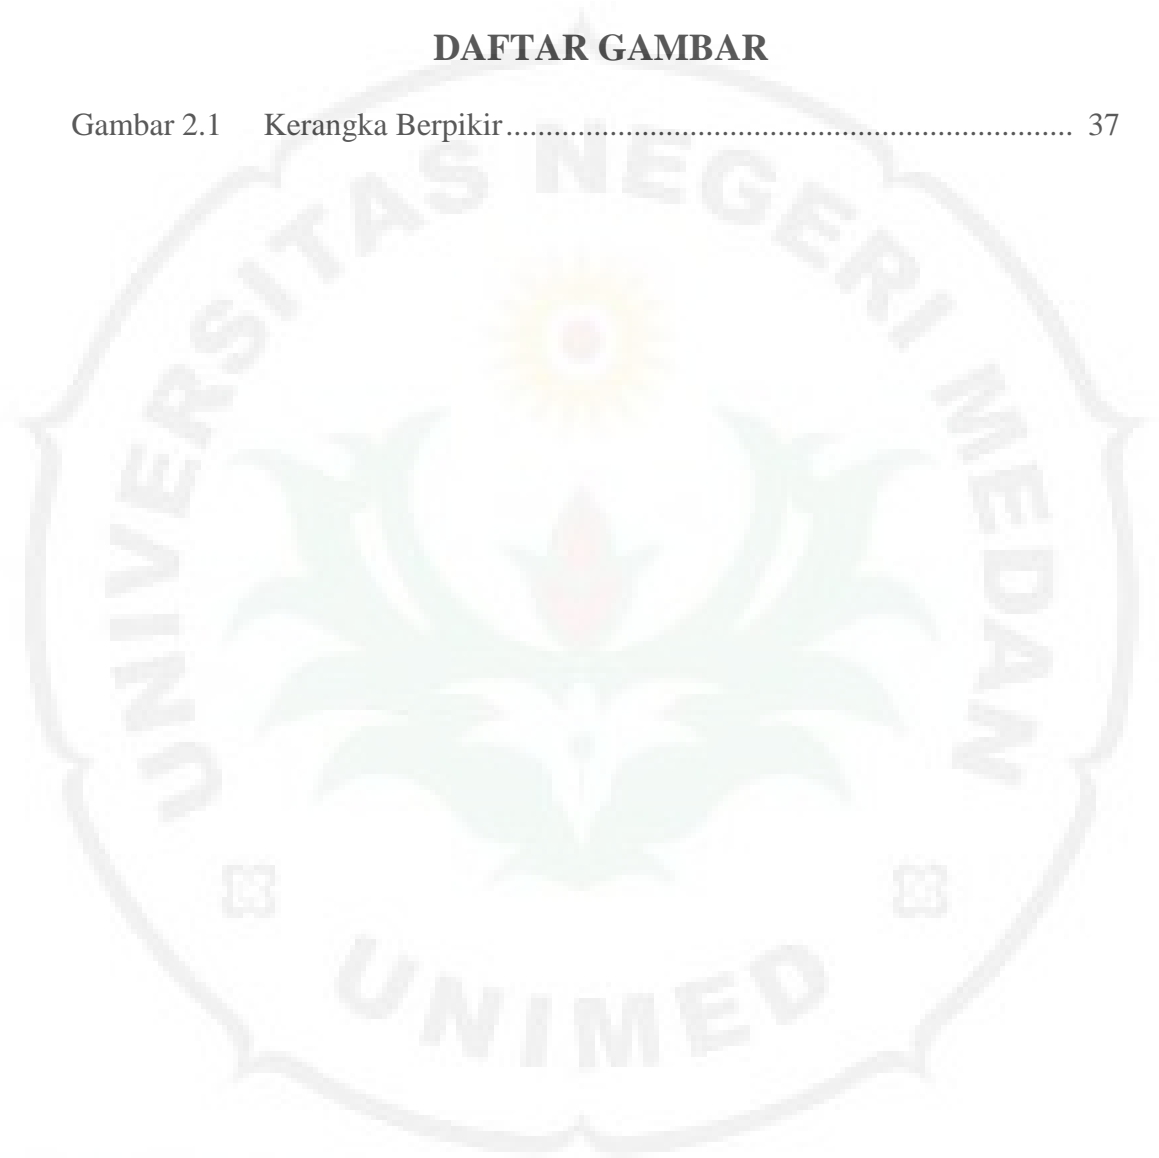 DAFTAR GAMBAR
Gambar 2.1 Kerangka Berpikir.......................................................................... 37
UNIVERSITAS NEGERI MEDAN
UNIMED